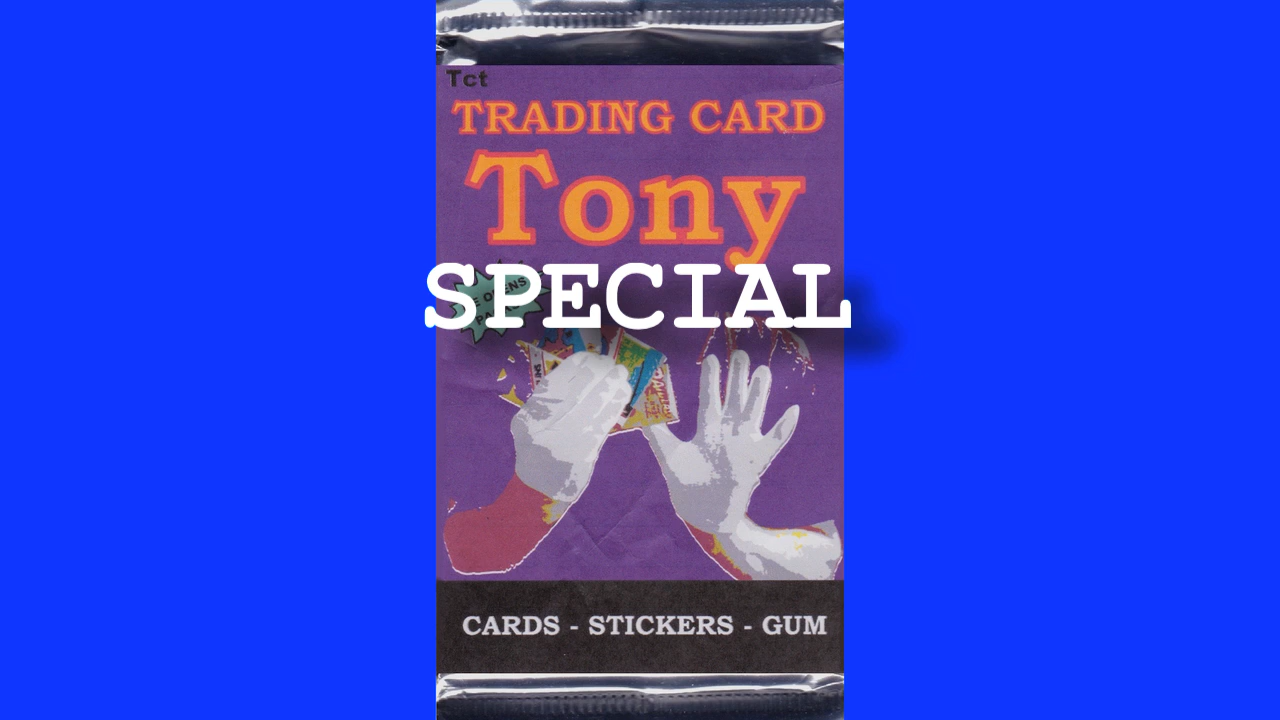 Tct
TRADING CARD
Tony
SPECIAL
CARDS - STICKERS - GUM